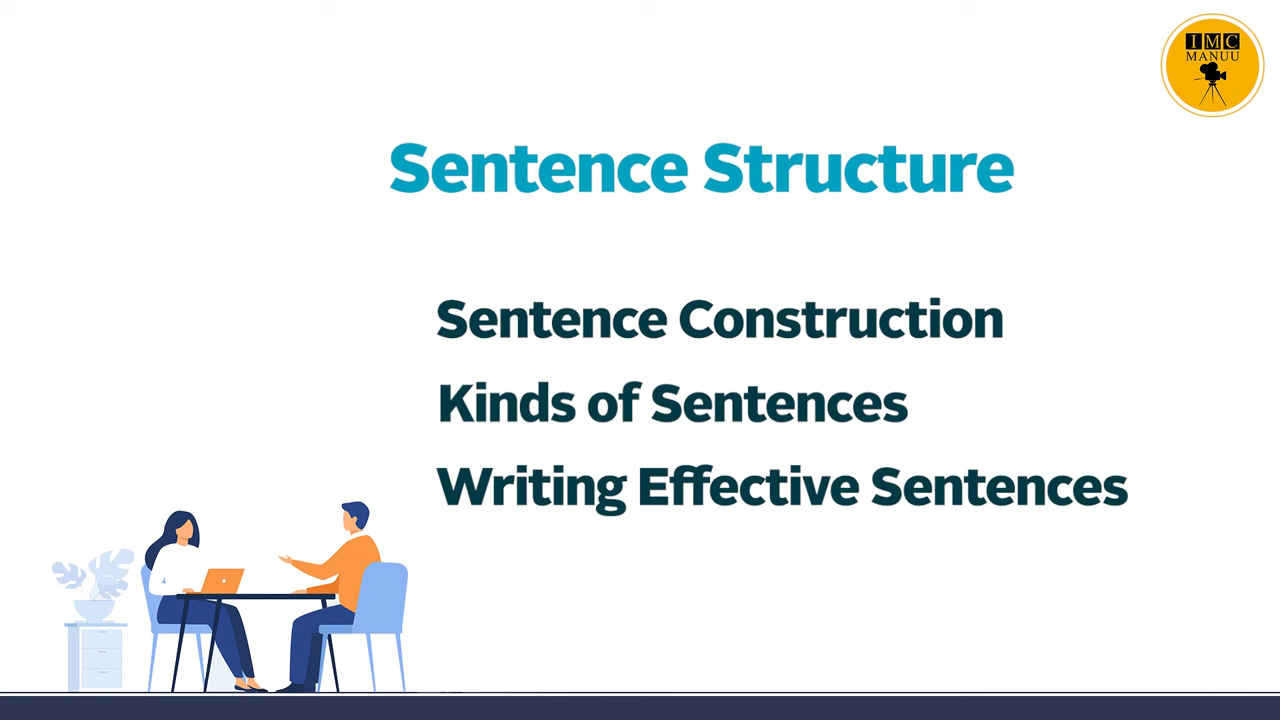 IMC
MANUU
Sentence Structure
Sentence Construction
Kinds of Sentences
Writing Effective Sentences